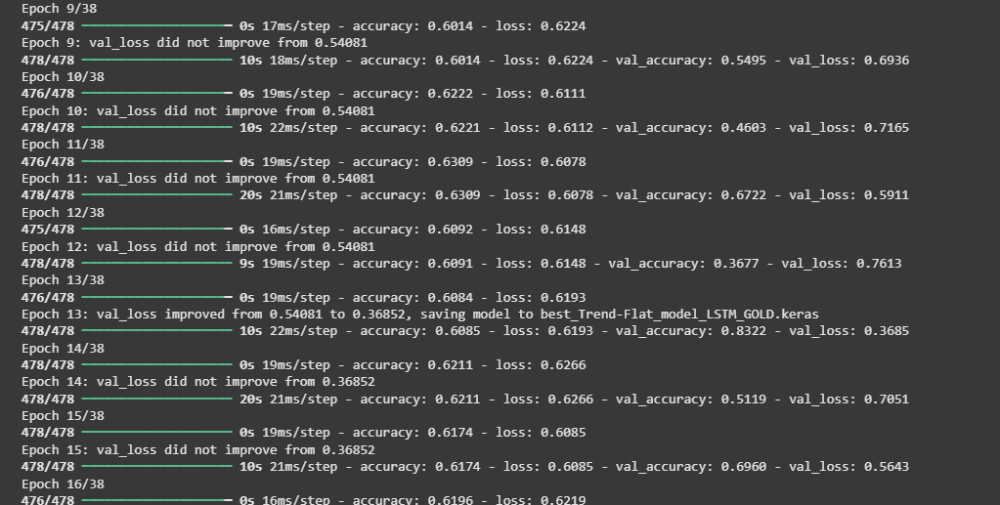 Epoch 9/38
475/478 0s 17ms/step - accuracy: 0.6014 - loss: 0.6224
Epoch 9: val_loss did not improve from 0.54081
478/478 10s 18ms/step - accuracy: 0.6014 - loss: 0.6224 - val_accuracy: 0.5495 - val_loss: 0.6936
Epoch 10/38
476/478 0s 19ms/step - accuracy: 0.6222 - loss: 0.6111
Epoch 10: val_loss did not improve from 0.54081
478/478 10s 22ms/step - accuracy: 0.6221 - loss: 0.6112 - val_accuracy: 0.4603 - val_loss: 0.7165
Epoch 11/38
476/478 0s 19ms/step - accuracy: 0.6309 - loss: 0.6078
Epoch 11: val_loss did not improve from 0.54081
478/478 20s 21ms/step - accuracy: 0.6309 - loss: 0.6078 - val_accuracy: 0.6722 - val_loss: 0.5911
Epoch 12/38
475/478 0s 16ms/step - accuracy: 0.6092 - loss: 0.6148
Epoch 12: val_loss did not improve from 0.54081
478/478 9s 19ms/step - accuracy: 0.6091 - loss: 0.6148 - val_accuracy: 0.3677 - val_loss: 0.7613
Epoch 13/38
476/478 0s 19ms/step - accuracy: 0.6084 - loss: 0.6193
Epoch 13: val_loss improved from 0.54081 to 0.36852, saving model to best_Trend-Flat_model_LSTM_GOLD.keras
478/478 10s 22ms/step - accuracy: 0.6085 - loss: 0.6193 - val_accuracy: 0.8322 - val_loss: 0.3685
Epoch 14/38
478/478 0s 19ms/step - accuracy: 0.6211 - loss: 0.6266
Epoch 14: val_loss did not improve from 0.36852
478/478 20s 21ms/step - accuracy: 0.6211 - loss: 0.6266 - val_accuracy: 0.5119 - val_loss: 0.7051
Epoch 15/38
478/478 0s 19ms/step - accuracy: 0.6174 - loss: 0.6085
Epoch 15: val_loss did not improve from 0.36852
478/478 10s 21ms/step - accuracy: 0.6174 - loss: 0.6085 - val_accuracy: 0.6960 - val_loss: 0.5643
Epoch 16/38
476/478 0s 16ms/step - accuracy: 0.6196 - loss: 0.6219